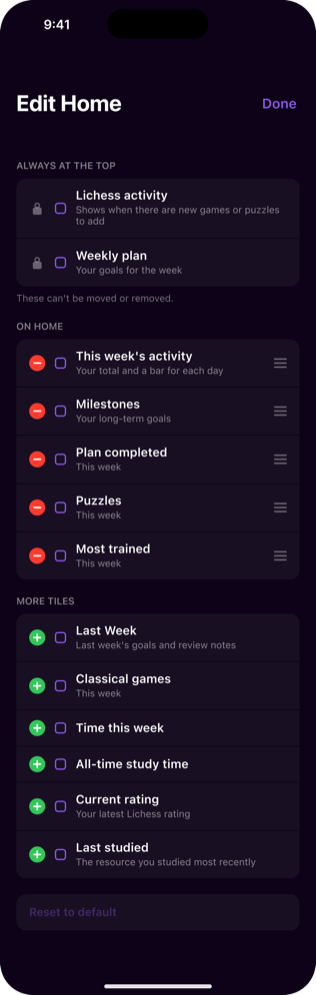 9:41
Edit Home
Done
ALWAYS AT THE TOP
Lichess activity
Shows when there are new games or puzzles
to add
Weekly plan
Your goals for the week
These can't be moved or removed.
ON HOME
This week's activity
Your total and a bar for each day
Milestones
Your long-term goals
Plan completed
This week
Puzzles
This week
Most trained
This week
MORE TILES
Last Week
Last week's goals and review notes
Classical games
This week
Time this week
All-time study time
Current rating
Your latest Lichess rating
Last studied
The resource you studied most recently
Reset to default